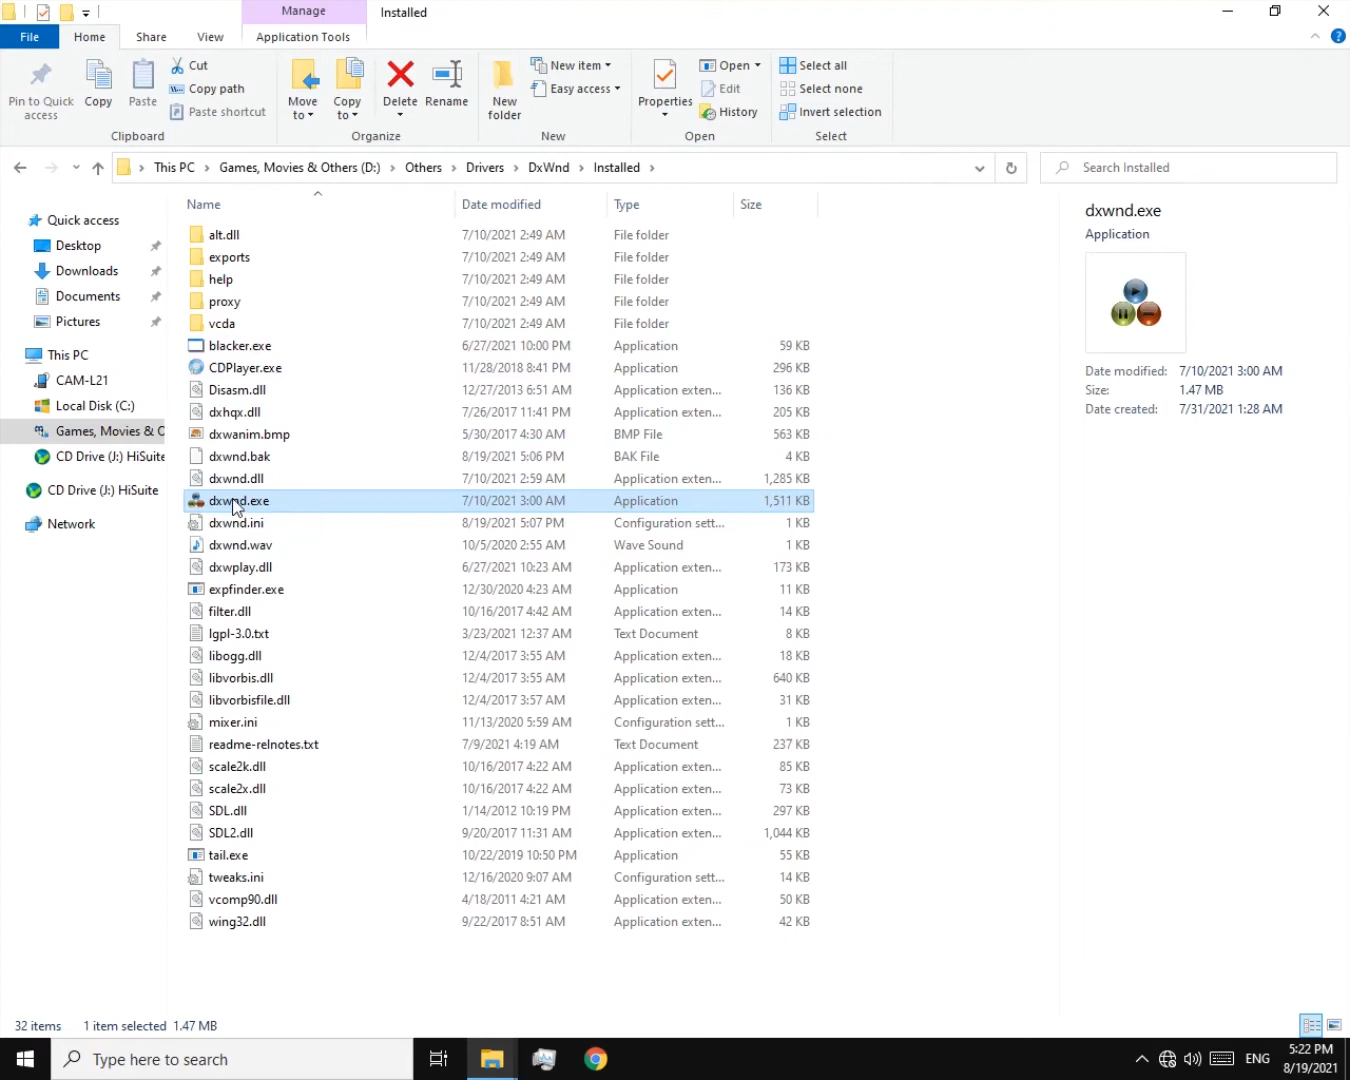 Manage Installed
File Home Share View Application Tools
Pin to Quick access
Copy
Paste
Cut
Copy path
Paste shortcut
Clipboard
Move to
Copy to
Delete
Rename
Organize
New folder
New item
Easy access
New
Properties
Open
Edit
History
Open
Select all
Select none
Invert selection
Select
This PC Games, Movies & Others (D:) Others Drivers DxWnd Installed
Search Installed
Quick access
Desktop
Downloads
Documents
Pictures
This PC
CAM-L21
Local Disk (C:)
Games, Movies & O
CD Drive (J:) HiSuite
CD Drive (J:) HiSuite
Network
Name Date modified Type Size
alt.dll 7/10/2021 2:49 AM File folder
exports 7/10/2021 2:49 AM File folder
help 7/10/2021 2:49 AM File folder
proxy 7/10/2021 2:49 AM File folder
vcda 7/10/2021 2:49 AM File folder
blacker.exe 6/27/2021 10:00 PM Application 59 KB
CDPlayer.exe 11/28/2018 8:41 PM Application 296 KB
Disasm.dll 12/27/2013 6:51 AM Application exten... 136 KB
dxhqx.dll 7/26/2017 11:41 PM Application exten... 205 KB
dxwanim.bmp 5/30/2017 4:30 AM BMP File 563 KB
dxwnd.bak 8/19/2021 5:06 PM BAK File 4 KB
dxwnd.dll 7/10/2021 2:59 AM Application exten... 1,285 KB
dxwnd.exe 7/10/2021 3:00 AM Application 1,511 KB
dxwnd.ini 8/19/2021 5:07 PM Configuration sett... 1 KB
dxwnd.wav 10/5/2020 2:55 AM Wave Sound 1 KB
dxwplay.dll 6/27/2021 10:23 AM Application exten... 173 KB
expfinder.exe 12/30/2020 4:23 AM Application 11 KB
filter.dll 10/16/2017 4:42 AM Application exten... 14 KB
lgpl-3.0.txt 3/23/2021 12:37 AM Text Document 8 KB
libogg.dll 12/4/2017 3:55 AM Application exten... 18 KB
libvorbis.dll 12/4/2017 3:55 AM Application exten... 640 KB
libvorbisfile.dll 12/4/2017 3:57 AM Application exten... 31 KB
mixer.ini 11/13/2020 5:59 AM Configuration sett... 1 KB
readme-relnotes.txt 7/9/2021 4:19 AM Text Document 237 KB
scale2k.dll 10/16/2017 4:22 AM Application exten... 85 KB
scale2x.dll 10/16/2017 4:22 AM Application exten... 73 KB
SDL.dll 1/14/2012 10:19 PM Application exten... 297 KB
SDL2.dll 9/20/2017 11:31 AM Application exten... 1,044 KB
tail.exe 10/22/2019 10:50 PM Application 55 KB
tweaks.ini 12/16/2020 9:07 AM Configuration sett... 14 KB
vcomp90.dll 4/18/2011 4:21 AM Application exten... 50 KB
wing32.dll 9/22/2017 8:51 AM Application exten... 42 KB
dxwnd.exe
Application
Date modified: 7/10/2021 3:00 AM
Size: 1.47 MB
Date created: 7/31/2021 1:28 AM
32 items 1 item selected 1.47 MB
Type here to search
ENG
5:22 PM
8/19/2021